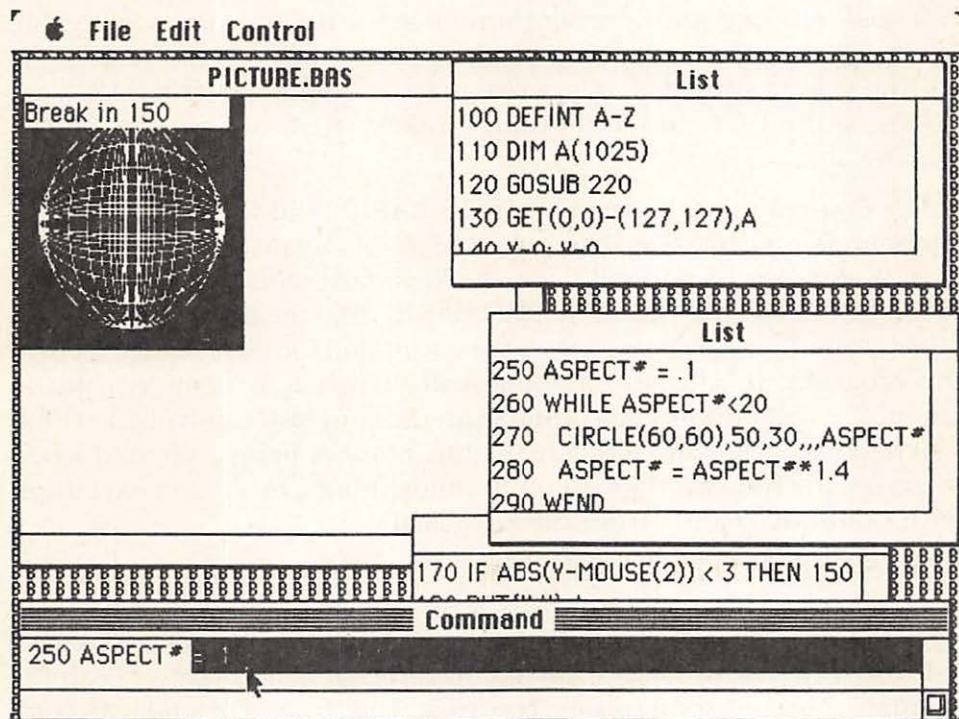 File Edit Control
PICTURE.BAS
Break in 150
List
100 DEFINT A-Z
110 DIM A(1025)
120 GOSUB 220
130 GET(0,0)-(127,127),A
140 X=0:Y=0
List
250 ASPECT# = .1
260 WHILE ASPECT#<20
270 CIRCLE(60,60),50,30,,,ASPECT#
280 ASPECT# = ASPECT#*1.4
290 WEND
170 IF ABS(Y-MOUSE(2)) < 3 THEN 150
Command
250 ASPECT# = .1